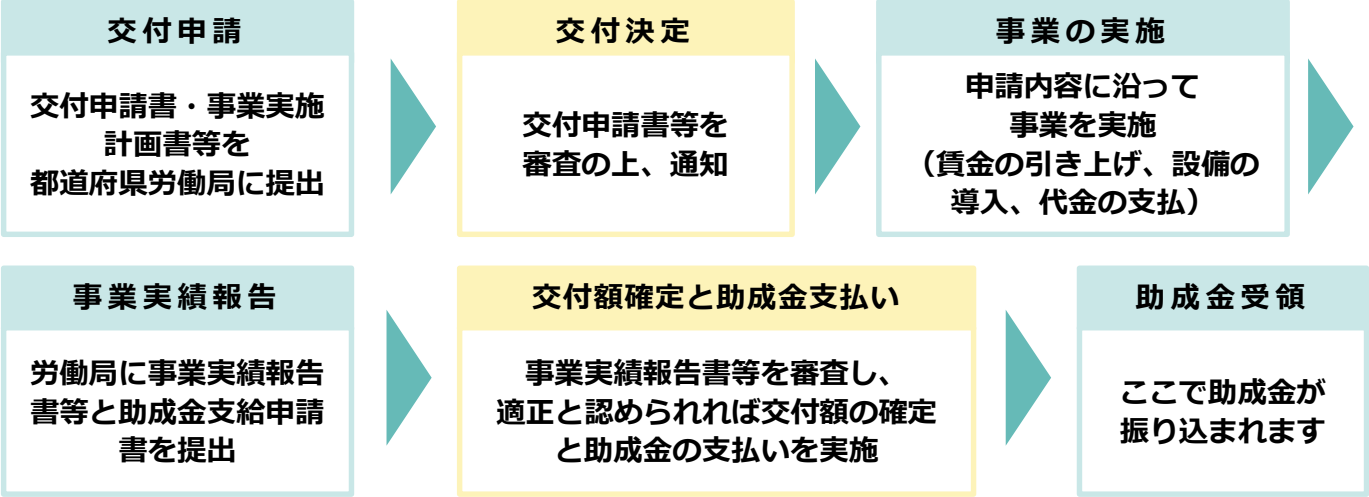 交付申請
交付申請書・事業実施
計画書等を
都道府県労働局に提出
交付決定
交付申請書等を
審査の上、通知
事業の実施
申請内容に沿って
事業を実施
（賃金の引き上げ、設備の
導入、代金の支払）
事業実績報告
労働局に事業実績報告
書等と助成金支給申請
書を提出
交付額確定と助成金支払い
事業実績報告書等を審査し、
適正と認められれば交付額の確定
と助成金の支払いを実施
助成金受領
ここで助成金が
振り込まれます